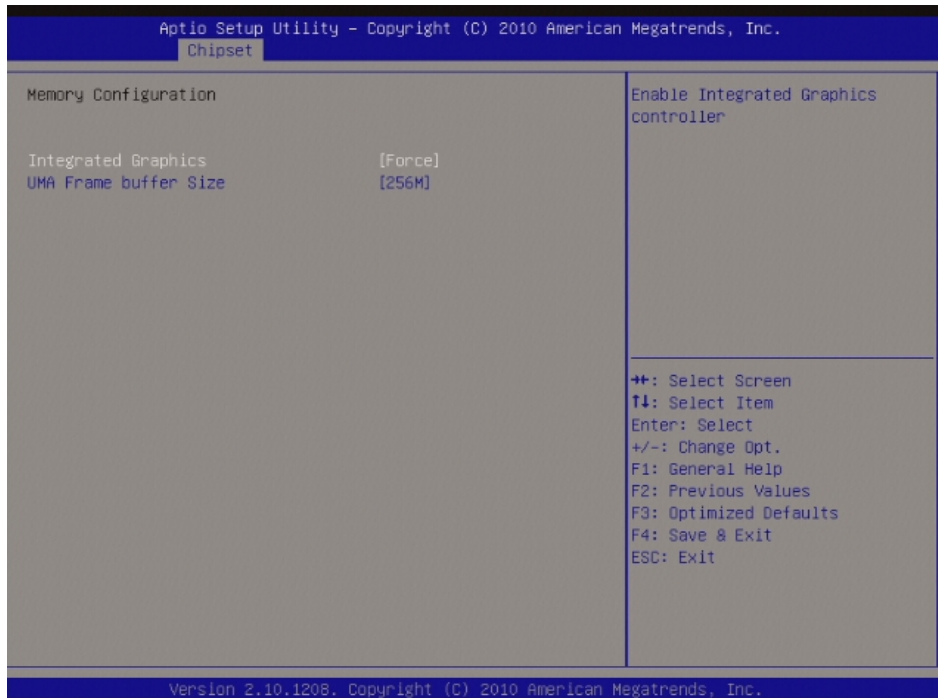 Aptio Setup Utility – Copyright (C) 2010 American Megatrends, Inc.
Chipset
Memory Configuration
Integrated Graphics [Force]
UMA Frame buffer Size [256M]
Enable Integrated Graphics
controller
→←: Select Screen
↑↓: Select Item
Enter: Select
+/-: Change Opt.
F1: General Help
F2: Previous Values
F3: Optimized Defaults
F4: Save & Exit
ESC: Exit
Version 2.10.1208. Copyright (C) 2010 American Megatrends, Inc.